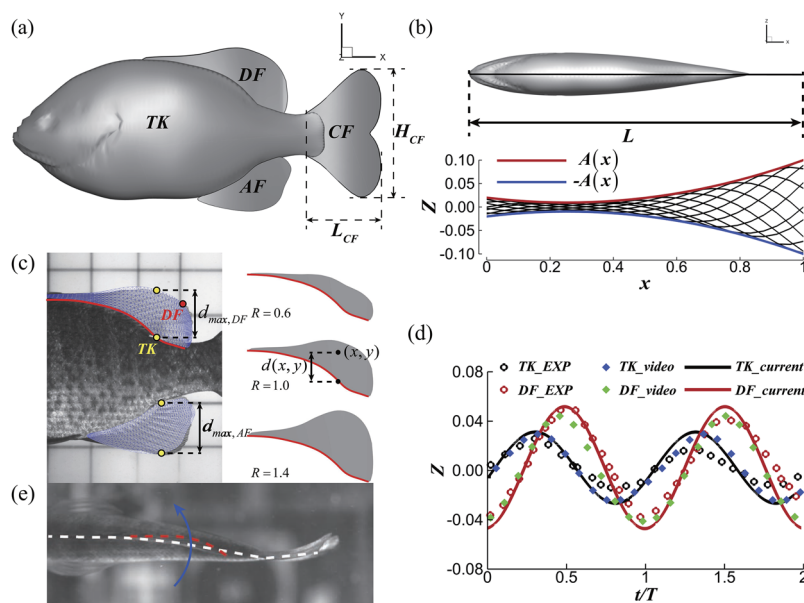 (a)
Y
Z
X
DF
TK
CF
AF
H_CF
L_CF
(b)
z
x
L
A(x)
-A(x)
Z
0.10
0.05
0.00
-0.05
-0.10
0
0.2
0.4
0.6
0.8
1
x
(c)
DF
d_max,DF
TK
d_max,AF
R = 0.6
(x, y)
d(x, y)
R = 1.0
R = 1.4
(d)
TK_EXP
TK_video
TK_current
DF_EXP
DF_video
DF_current
Z
0.08
0.04
0.00
-0.04
-0.08
0
0.5
1
1.5
2
t/T
(e)